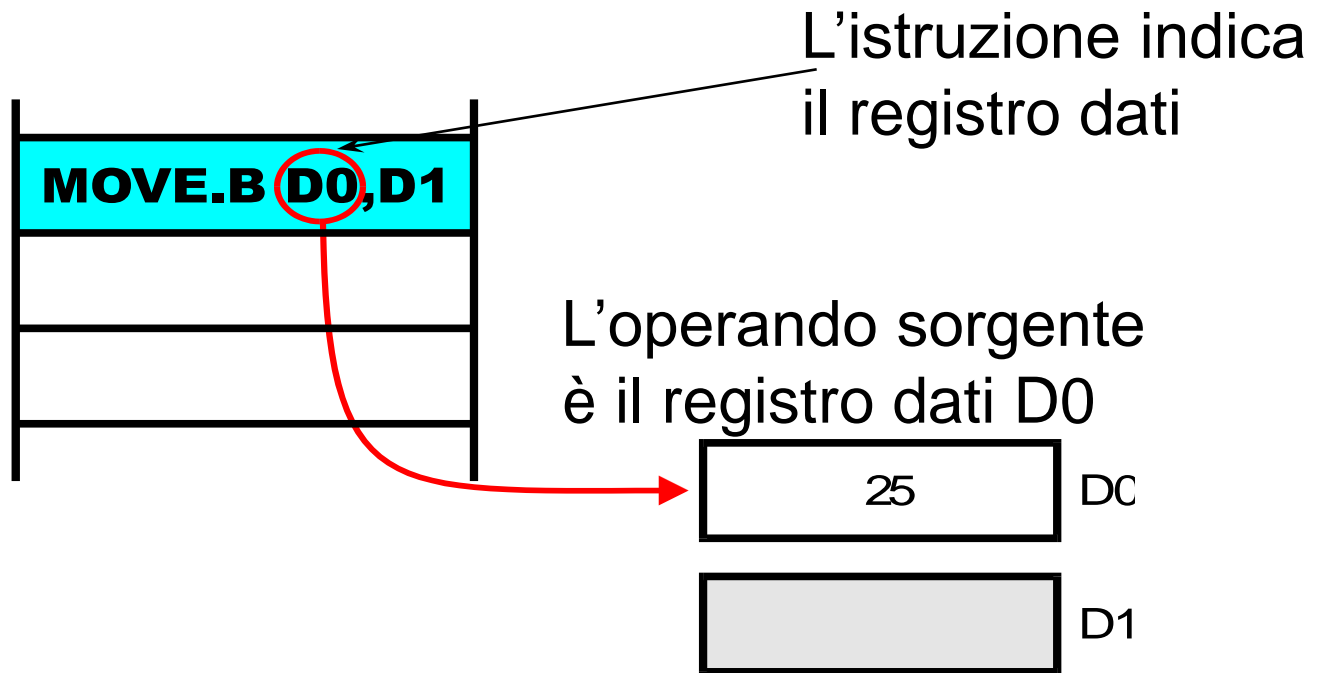 L’istruzione indica
il registro dati
MOVE.B D0,D1
L’operando sorgente
è il registro dati D0
25
D0
D1